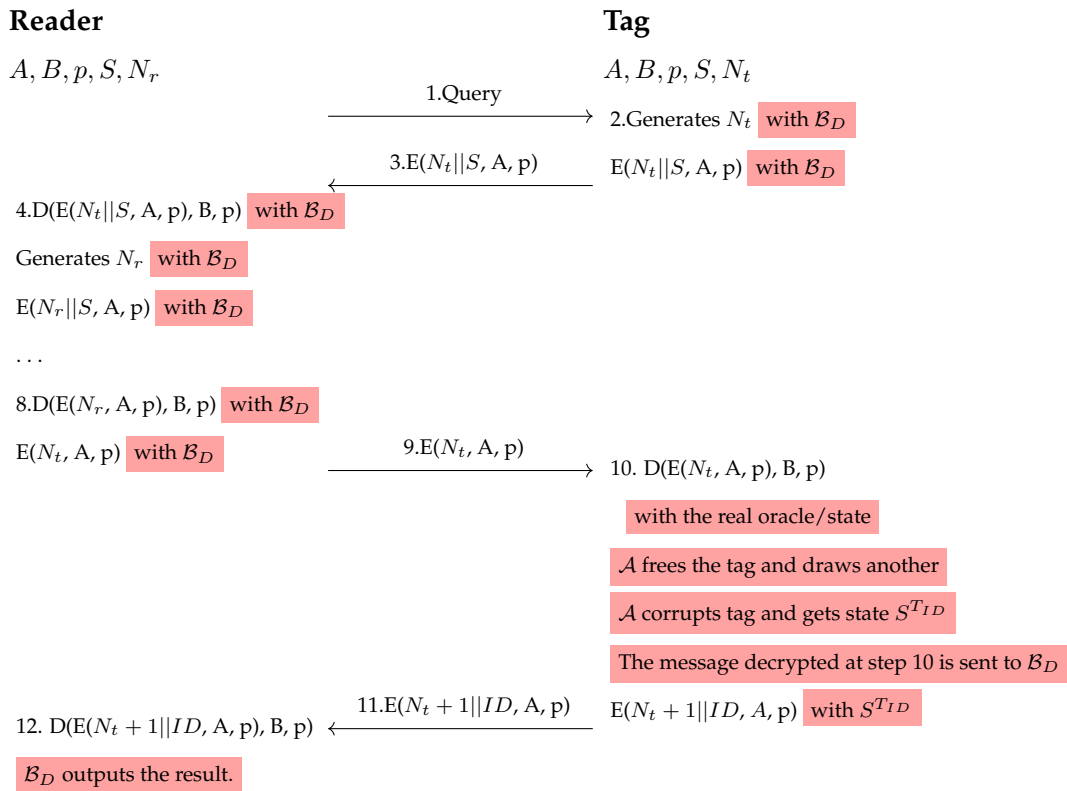 Reader
Tag
A, B, p, S, N_r
A, B, p, S, N_t
1.Query
2.Generates N_t with 𝓑_D
3.E(N_t||S, A, p)
E(N_t||S, A, p) with 𝓑_D
4.D(E(N_t||S, A, p), B, p) with 𝓑_D
Generates N_r with 𝓑_D
E(N_r||S, A, p) with 𝓑_D
. . .
8.D(E(N_r, A, p), B, p) with 𝓑_D
E(N_t, A, p) with 𝓑_D
9.E(N_t, A, p)
10. D(E(N_t, A, p), B, p)
with the real oracle/state
𝓐 frees the tag and draws another
𝓐 corrupts tag and gets state S^{T_{ID}}
The message decrypted at step 10 is sent to 𝓑_D
11.E(N_t + 1||ID, A, p)
E(N_t + 1||ID, A, p) with S^{T_{ID}}
12. D(E(N_t + 1||ID, A, p), B, p)
𝓑_D outputs the result.